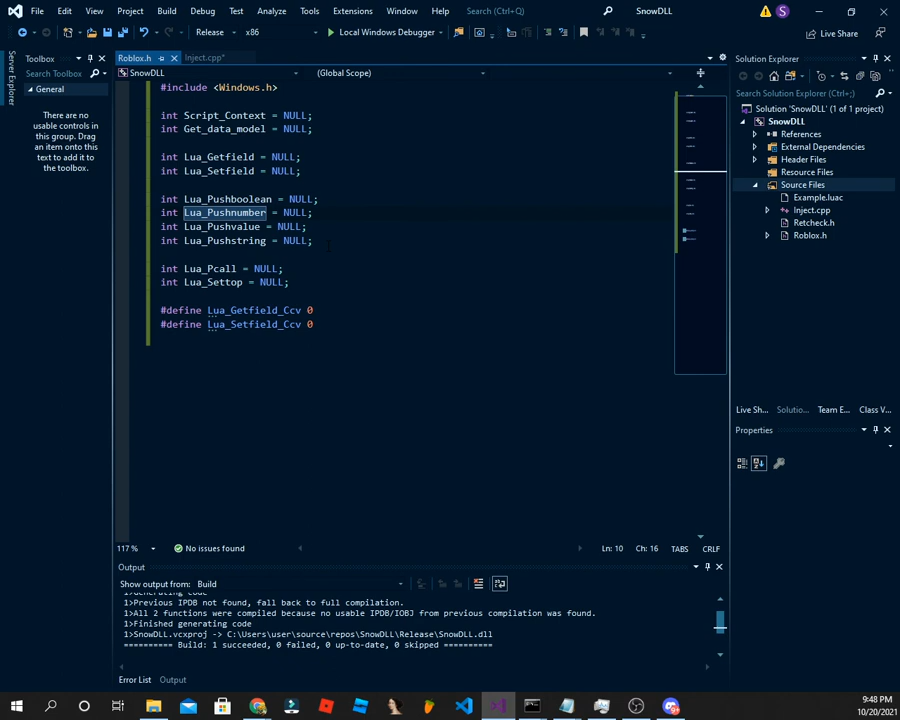 File Edit View Git Project Build Debug Test Analyze Tools Extensions Window Help Search (Ctrl+Q) SnowDLL S
Release x86 Local Windows Debugger Live Share
Server Explorer
Toolbox
Search Toolbox
General
There are no usable controls in this group. Drag an item onto this text to add it to the toolbox.
Roblox.h Inject.cpp*
SnowDLL (Global Scope)
#include <Windows.h>
int Script_Context = NULL;
int Get_data_model = NULL;
int Lua_Getfield = NULL;
int Lua_Setfield = NULL;
int Lua_Pushboolean = NULL;
int Lua_Pushnumber = NULL;
int Lua_Pushvalue = NULL;
int Lua_Pushstring = NULL;
int Lua_Pcall = NULL;
int Lua_Settop = NULL;
#define Lua_Getfield_Ccv 0
#define Lua_Setfield_Ccv 0
117 % No issues found Ln: 10 Ch: 16 TABS CRLF
Output
Show output from: Build
1>Generating code
1>Previous IPDB not found, fall back to full compilation.
1>All 2 functions were compiled because no usable IPDB/IOBJ from previous compilation was found.
1>Finished generating code
1>SnowDLL.vcxproj -> C:\Users\user\source\repos\SnowDLL\Release\SnowDLL.dll
========== Build: 1 succeeded, 0 failed, 0 up-to-date, 0 skipped ==========
Error List Output
Solution Explorer
Search Solution Explorer (Ctrl+;)
Solution 'SnowDLL' (1 of 1 project)
SnowDLL
References
External Dependencies
Header Files
Resource Files
Source Files
Example.luac
Inject.cpp
Retcheck.h
Roblox.h
Live Sh... Solutio... Team E... Class V...
Properties
9:48 PM
10/20/2021